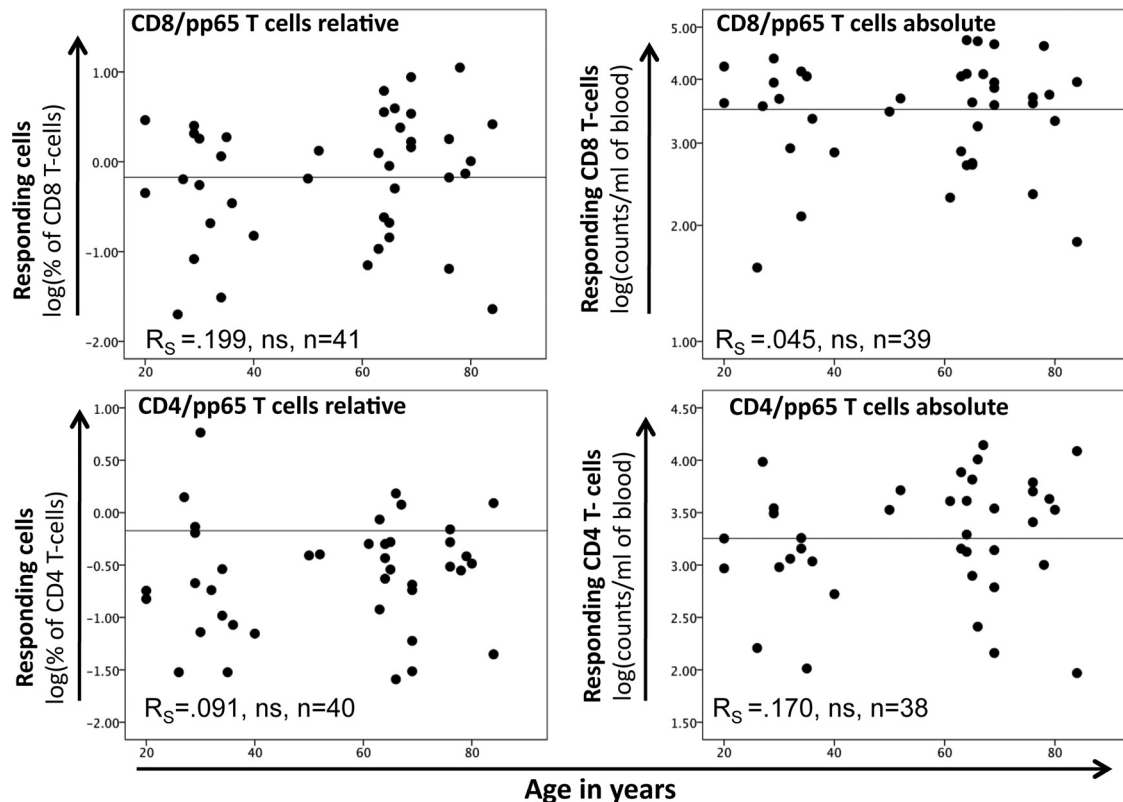 CD8/pp65 T cells relative
Responding cells
log(% of CD8 T-cells)
1.00
0.00
−1.00
−2.00
R_S =.199, ns, n=41
20 40 60 80
CD8/pp65 T cells absolute
Responding CD8 T-cells
log(counts/ml of blood)
5.00
4.00
3.00
2.00
1.00
R_S =.045, ns, n=39
20 40 60 80
CD4/pp65 T cells relative
Responding cells
log(% of CD4 T-cells)
1.00
0.50
0.00
−0.50
−1.00
−1.50
−2.00
R_S=.091, ns, n=40
20 40 60 80
CD4/pp65 T cells absolute
Responding CD4 T- cells
log(counts/ml of blood)
4.50
4.00
3.50
3.00
2.50
2.00
1.50
R_S =.170, ns, n=38
20 40 60 80
Age in years